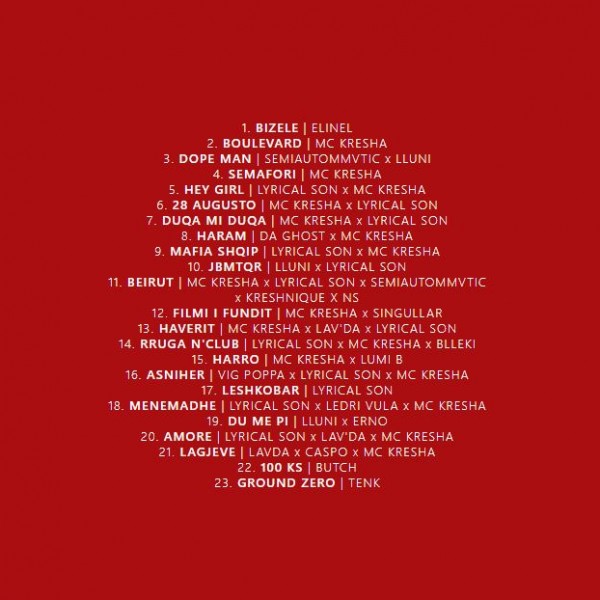 1. BIZELE | ELINEL
2. BOULEVARD | MC KRESHA
3. DOPE MAN | SEMIAUTOMMVTIC x LLUNI
4. SEMAFORI | MC KRESHA
5. HEY GIRL | LYRICAL SON x MC KRESHA
6. 28 AUGUSTO | MC KRESHA x LYRICAL SON
7. DUQA MI DUQA | MC KRESHA x LYRICAL SON
8. HARAM | DA GHOST x MC KRESHA
9. MAFIA SHQIP | LYRICAL SON x MC KRESHA
10. JBMTQR | LLUNI x LYRICAL SON
11. BEIRUT | MC KRESHA x LYRICAL SON x SEMIAUTOMMVTIC
x KRESHNIQUE X NS
12. FILMI I FUNDIT | MC KRESHA x SINGULLAR
13. HAVERIT | MC KRESHA x LAV'DA x LYRICAL SON
14. RRUGA N'CLUB | LYRICAL SON x MC KRESHA x BLLEKI
15. HARRO | MC KRESHA x LUMI B
16. ASNIHER | VIG POPPA x LYRICAL SON x MC KRESHA
17. LESHKOBAR | LYRICAL SON
18. MENEMADHE | LYRICAL SON x LEDRI VULA x MC KRESHA
19. DU ME PI | LLUNI x ERNO
20. AMORE | LYRICAL SON x LAV'DA x MC KRESHA
21. LAGJEVE | LAVDA x CASPO x MC KRESHA
22. 100 KS | BUTCH
23. GROUND ZERO | TENK